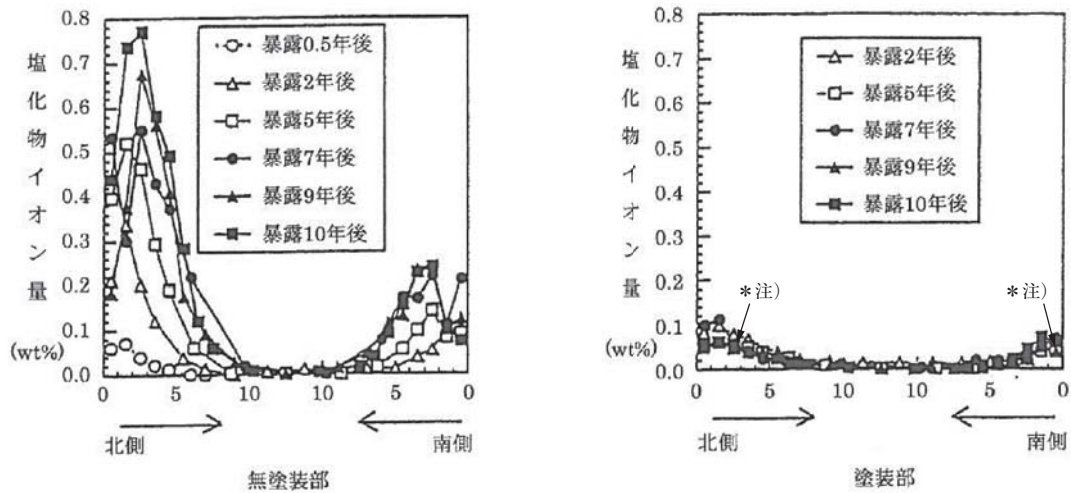 塩化物イオン量
(wt%)
0.8
0.7
0.6
0.5
0.4
0.3
0.2
0.1
0.0
暴露0.5年後
暴露2年後
暴露5年後
暴露7年後
暴露9年後
暴露10年後
0 5 10 10 5 0
北側 南側
無塗装部
塩化物イオン量
(wt%)
0.8
0.7
0.6
0.5
0.4
0.3
0.2
0.1
0.0
暴露2年後
暴露5年後
暴露7年後
暴露9年後
暴露10年後
*注) *注)
0 5 10 10 5 0
北側 南側
塗装部